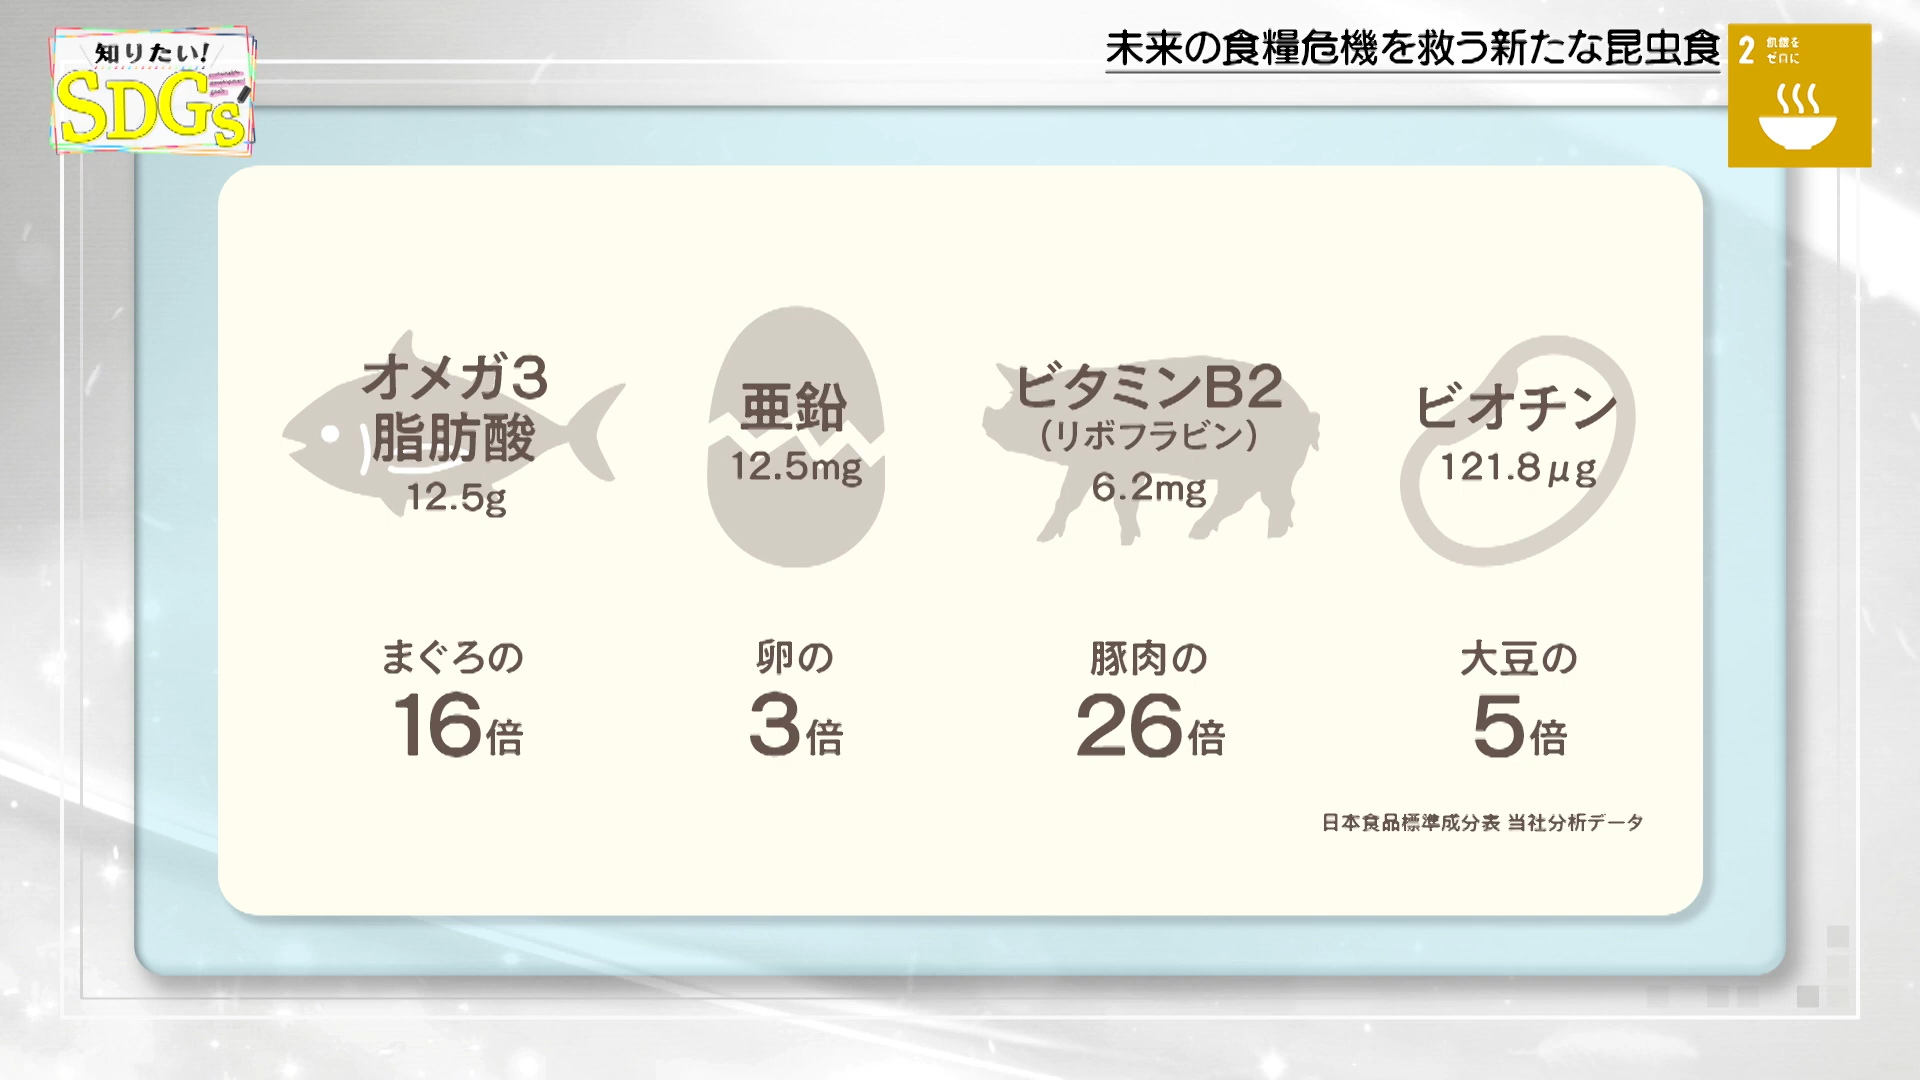 知りたい!
SDGs
未来の食糧危機を救う新たな昆虫食
2 飢餓を
ゼロに
オメガ3
脂肪酸
12.5g
まぐろの
16倍
亜鉛
12.5mg
卵の
3倍
ビタミンB2
(リボフラビン)
6.2mg
豚肉の
26倍
ビオチン
121.8μg
大豆の
5倍
日本食品標準成分表 当社分析データ